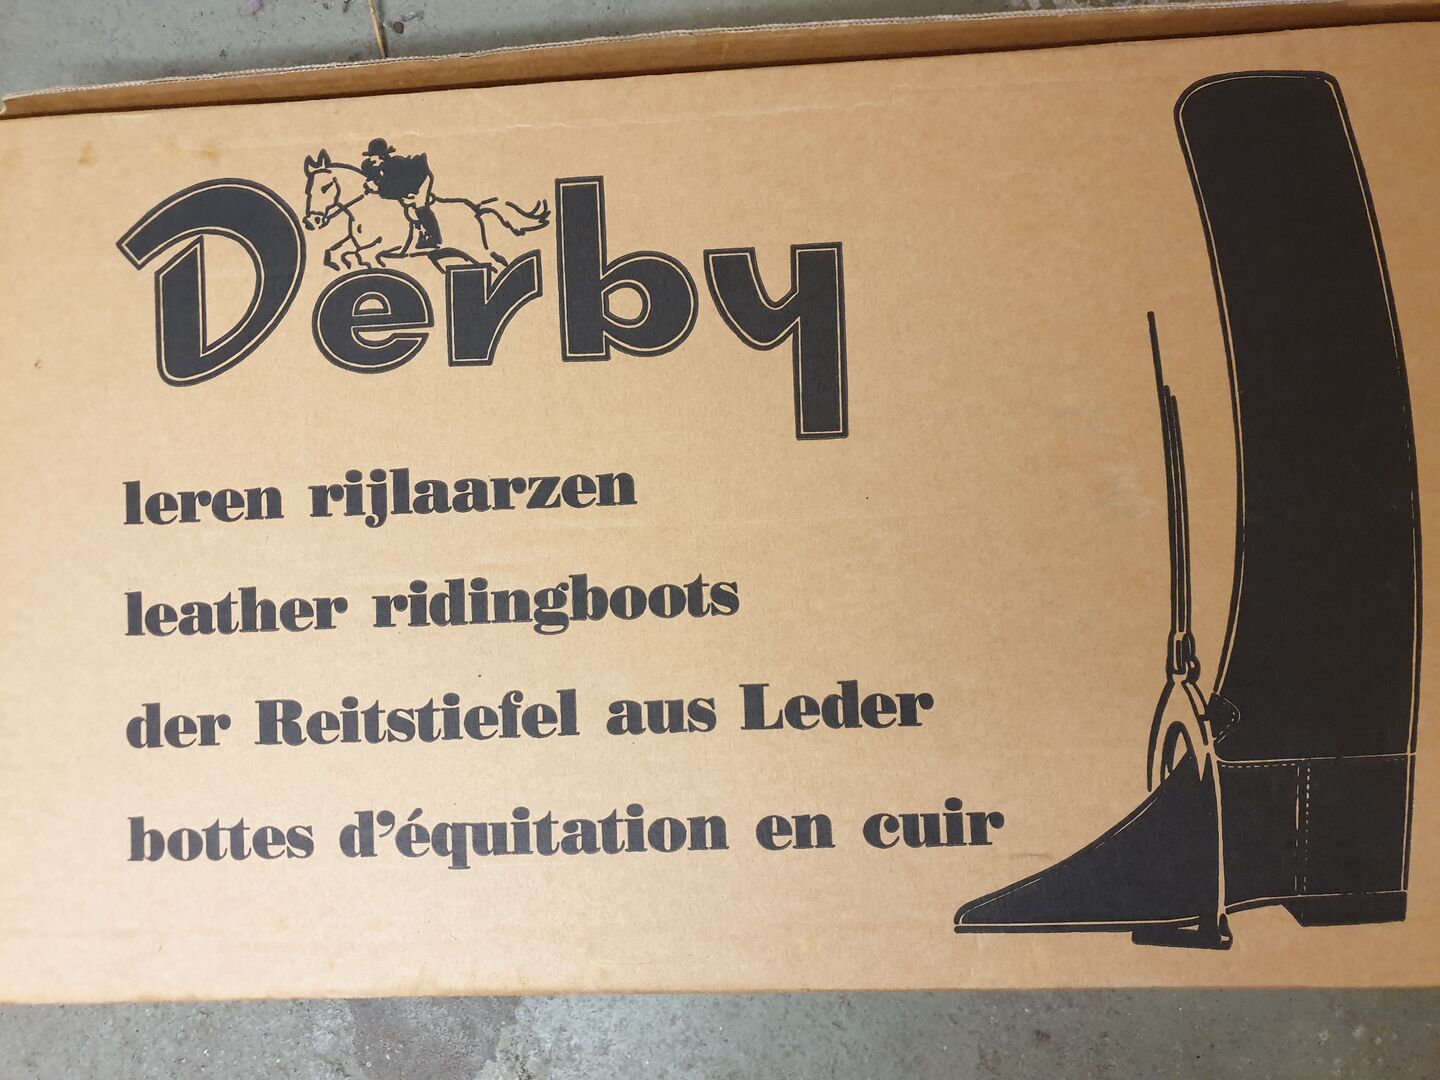 Derby
leren rijlaarzen
leather ridingboots
der Reitstiefel aus Leder
bottes d'équitation en cuir